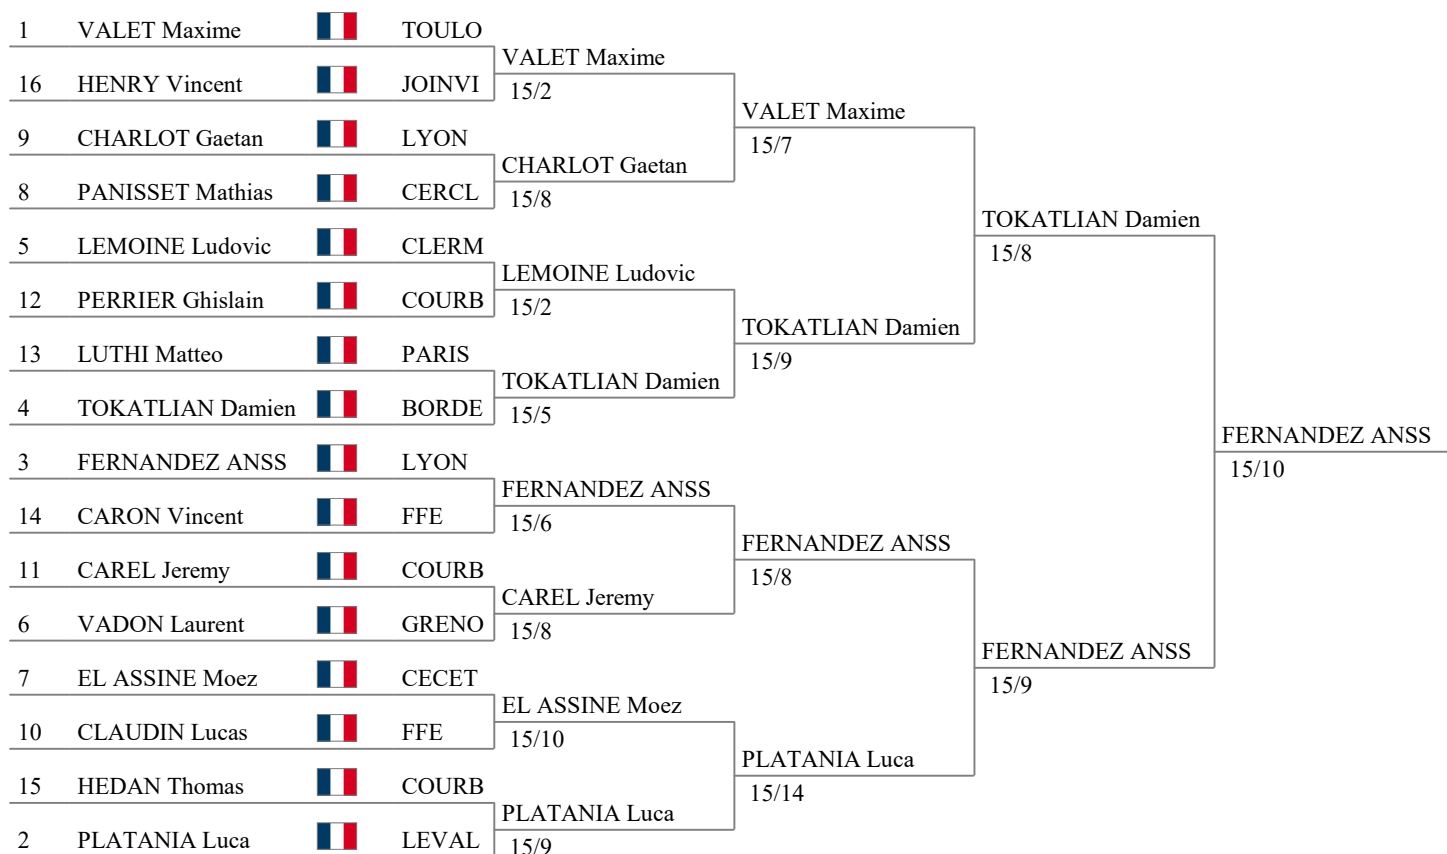 1 VALET Maxime TOULO
16 HENRY Vincent JOINVI
9 CHARLOT Gaetan LYON
8 PANISSET Mathias CERCL
5 LEMOINE Ludovic CLERM
12 PERRIER Ghislain COURB
13 LUTHI Matteo PARIS
4 TOKATLIAN Damien BORDE
3 FERNANDEZ ANSS LYON
14 CARON Vincent FFE
11 CAREL Jeremy COURB
6 VADON Laurent GRENO
7 EL ASSINE Moez CECET
10 CLAUDIN Lucas FFE
15 HEDAN Thomas COURB
2 PLATANIA Luca LEVAL
VALET Maxime
15/2
CHARLOT Gaetan
15/8
LEMOINE Ludovic
15/2
TOKATLIAN Damien
15/5
FERNANDEZ ANSS
15/6
CAREL Jeremy
15/8
EL ASSINE Moez
15/10
PLATANIA Luca
15/9
VALET Maxime
15/7
TOKATLIAN Damien
15/9
FERNANDEZ ANSS
15/8
PLATANIA Luca
15/14
TOKATLIAN Damien
15/8
FERNANDEZ ANSS
15/9
FERNANDEZ ANSS
15/10